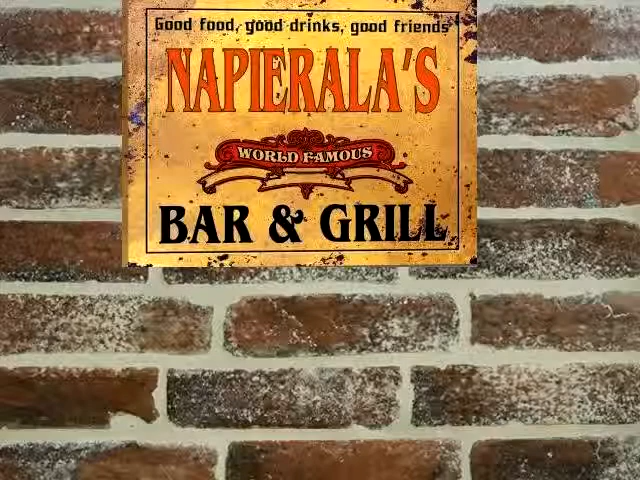 Good food, good drinks, good friends
NAPIERALA'S
WORLD FAMOUS
BAR & GRILL